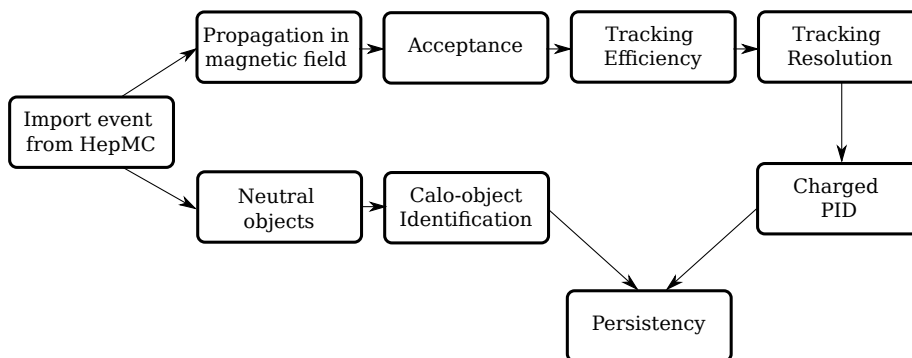 Propagation in
magnetic field
Acceptance
Tracking
Efficiency
Tracking
Resolution
Import event
from HepMC
Neutral
objects
Calo-object
Identification
Charged
PID
Persistency